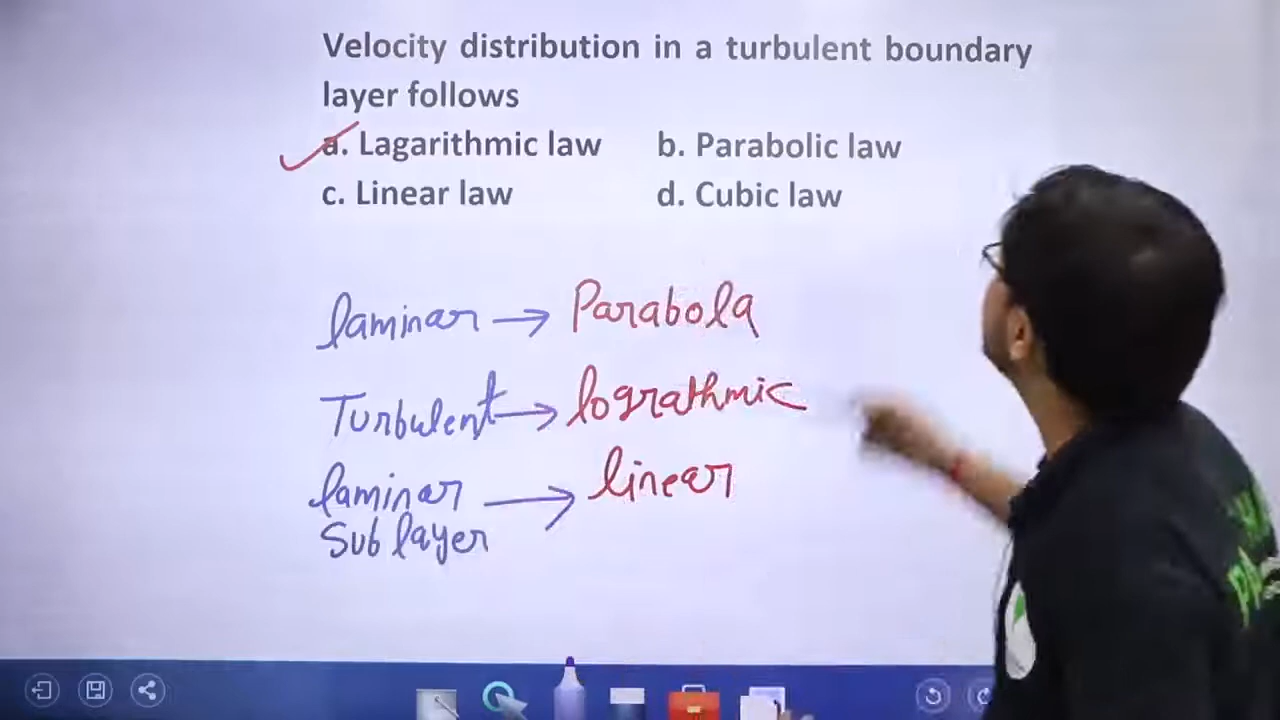 Velocity distribution in a turbulent boundary
layer follows
a. Lagarithmic law b. Parabolic law
c. Linear law d. Cubic law
laminar → Parabola
Turbulent → lograthmic
laminar → linear
Sub layer